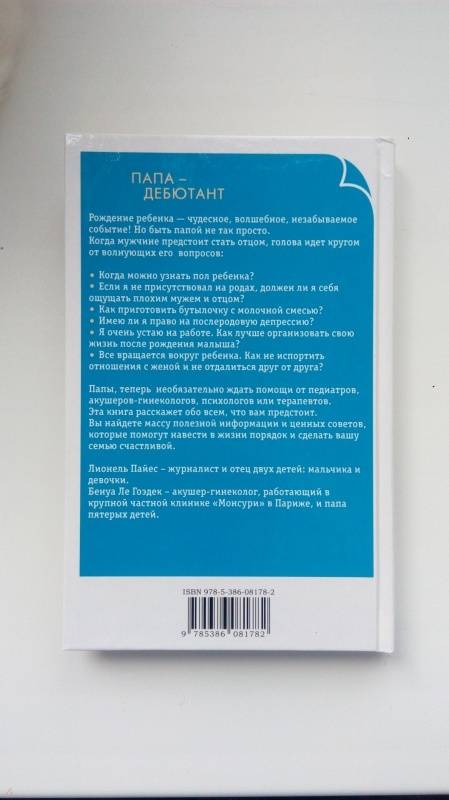 ПАПА –
ДЕБЮТАНТ
Рождение ребенка — чудесное, волшебное, незабываемое
событие! Но быть папой не так просто.
Когда мужчине предстоит стать отцом, голова идет кругом
от волнующих его вопросов:
• Когда можно узнать пол ребенка?
• Если я не присутствовал на родах, должен ли я себя
ощущать плохим мужем и отцом?
• Как приготовить бутылочку с молочной смесью?
• Имею ли я право на послеродовую депрессию?
• Я очень устаю на работе. Как лучше организовать свою
жизнь после рождения малыша?
• Все вращается вокруг ребенка. Как не испортить
отношения с женой и не отдалиться друг от друга?
Папы, теперь необязательно ждать помощи от педиатров,
акушеров-гинекологов, психологов или терапевтов.
Эта книга расскажет обо всем, что вам предстоит.
Вы найдете массу полезной информации и ценных советов,
которые помогут навести в жизни порядок и сделать вашу
семью счастливой.
Лионель Пайес – журналист и отец двух детей: мальчика и
девочки.
Бенуа Ле Гоэдек – акушер-гинеколог, работающий в
крупной частной клинике «Монсури» в Париже, и папа
пятерых детей.
ISBN 978-5-386-08178-2
9 785386 081782